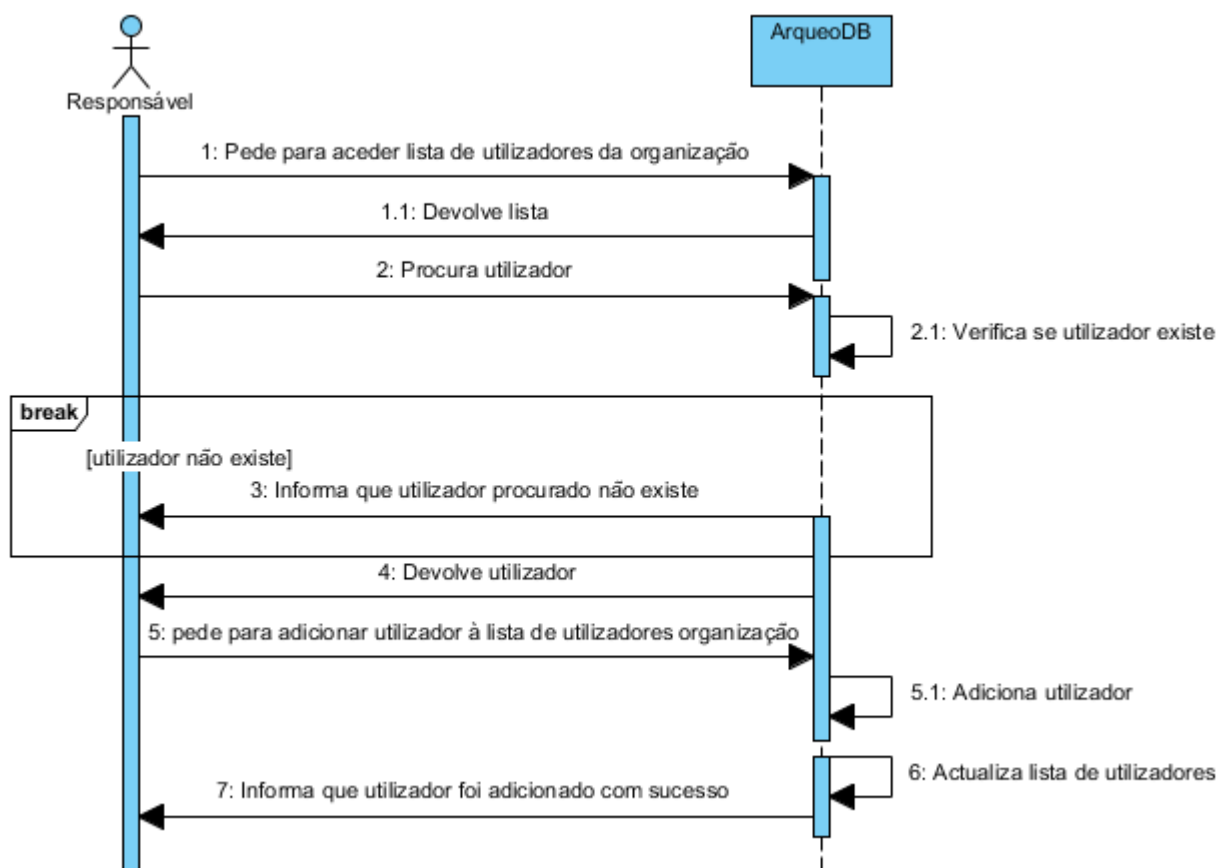 ArqueoDB
Responsável
1: Pede para aceder lista de utilizadores da organização
1.1: Devolve lista
2: Procura utilizador
2.1: Verifica se utilizador existe
break
[utilizador não existe]
3: Informa que utilizador procurado não existe
4: Devolve utilizador
5: pede para adicionar utilizador à lista de utilizadores organização
5.1: Adiciona utilizador
6: Actualiza lista de utilizadores
7: Informa que utilizador foi adicionado com sucesso